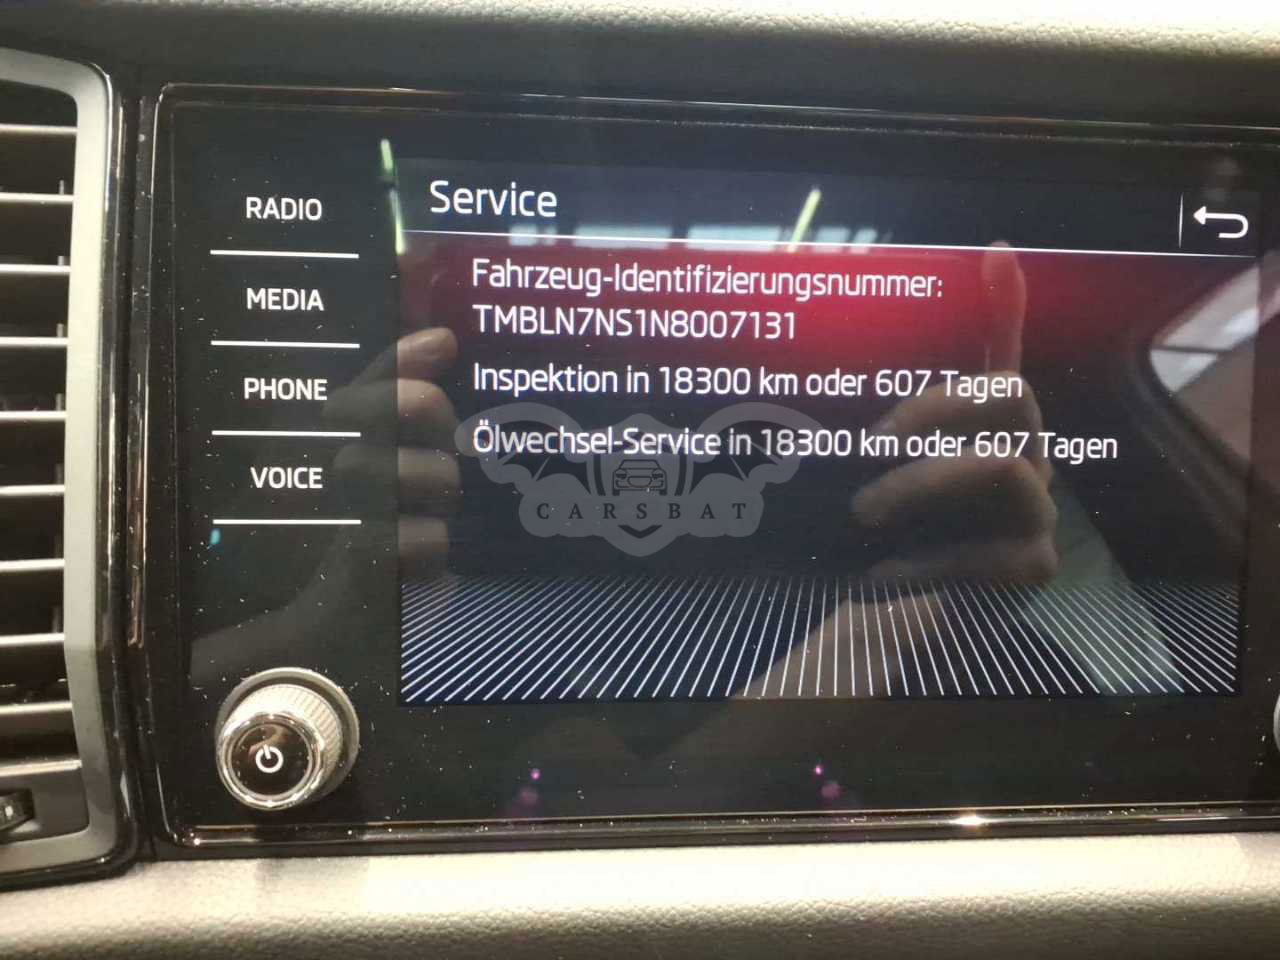 Service
RADIO
MEDIA
PHONE
VOICE
Fahrzeug-Identifizierungsnummer:
TMBLN7NS1N8007131
Inspektion in 18300 km oder 607 Tagen
Ölwechsel-Service in 18300 km oder 607 Tagen
CARSBAT